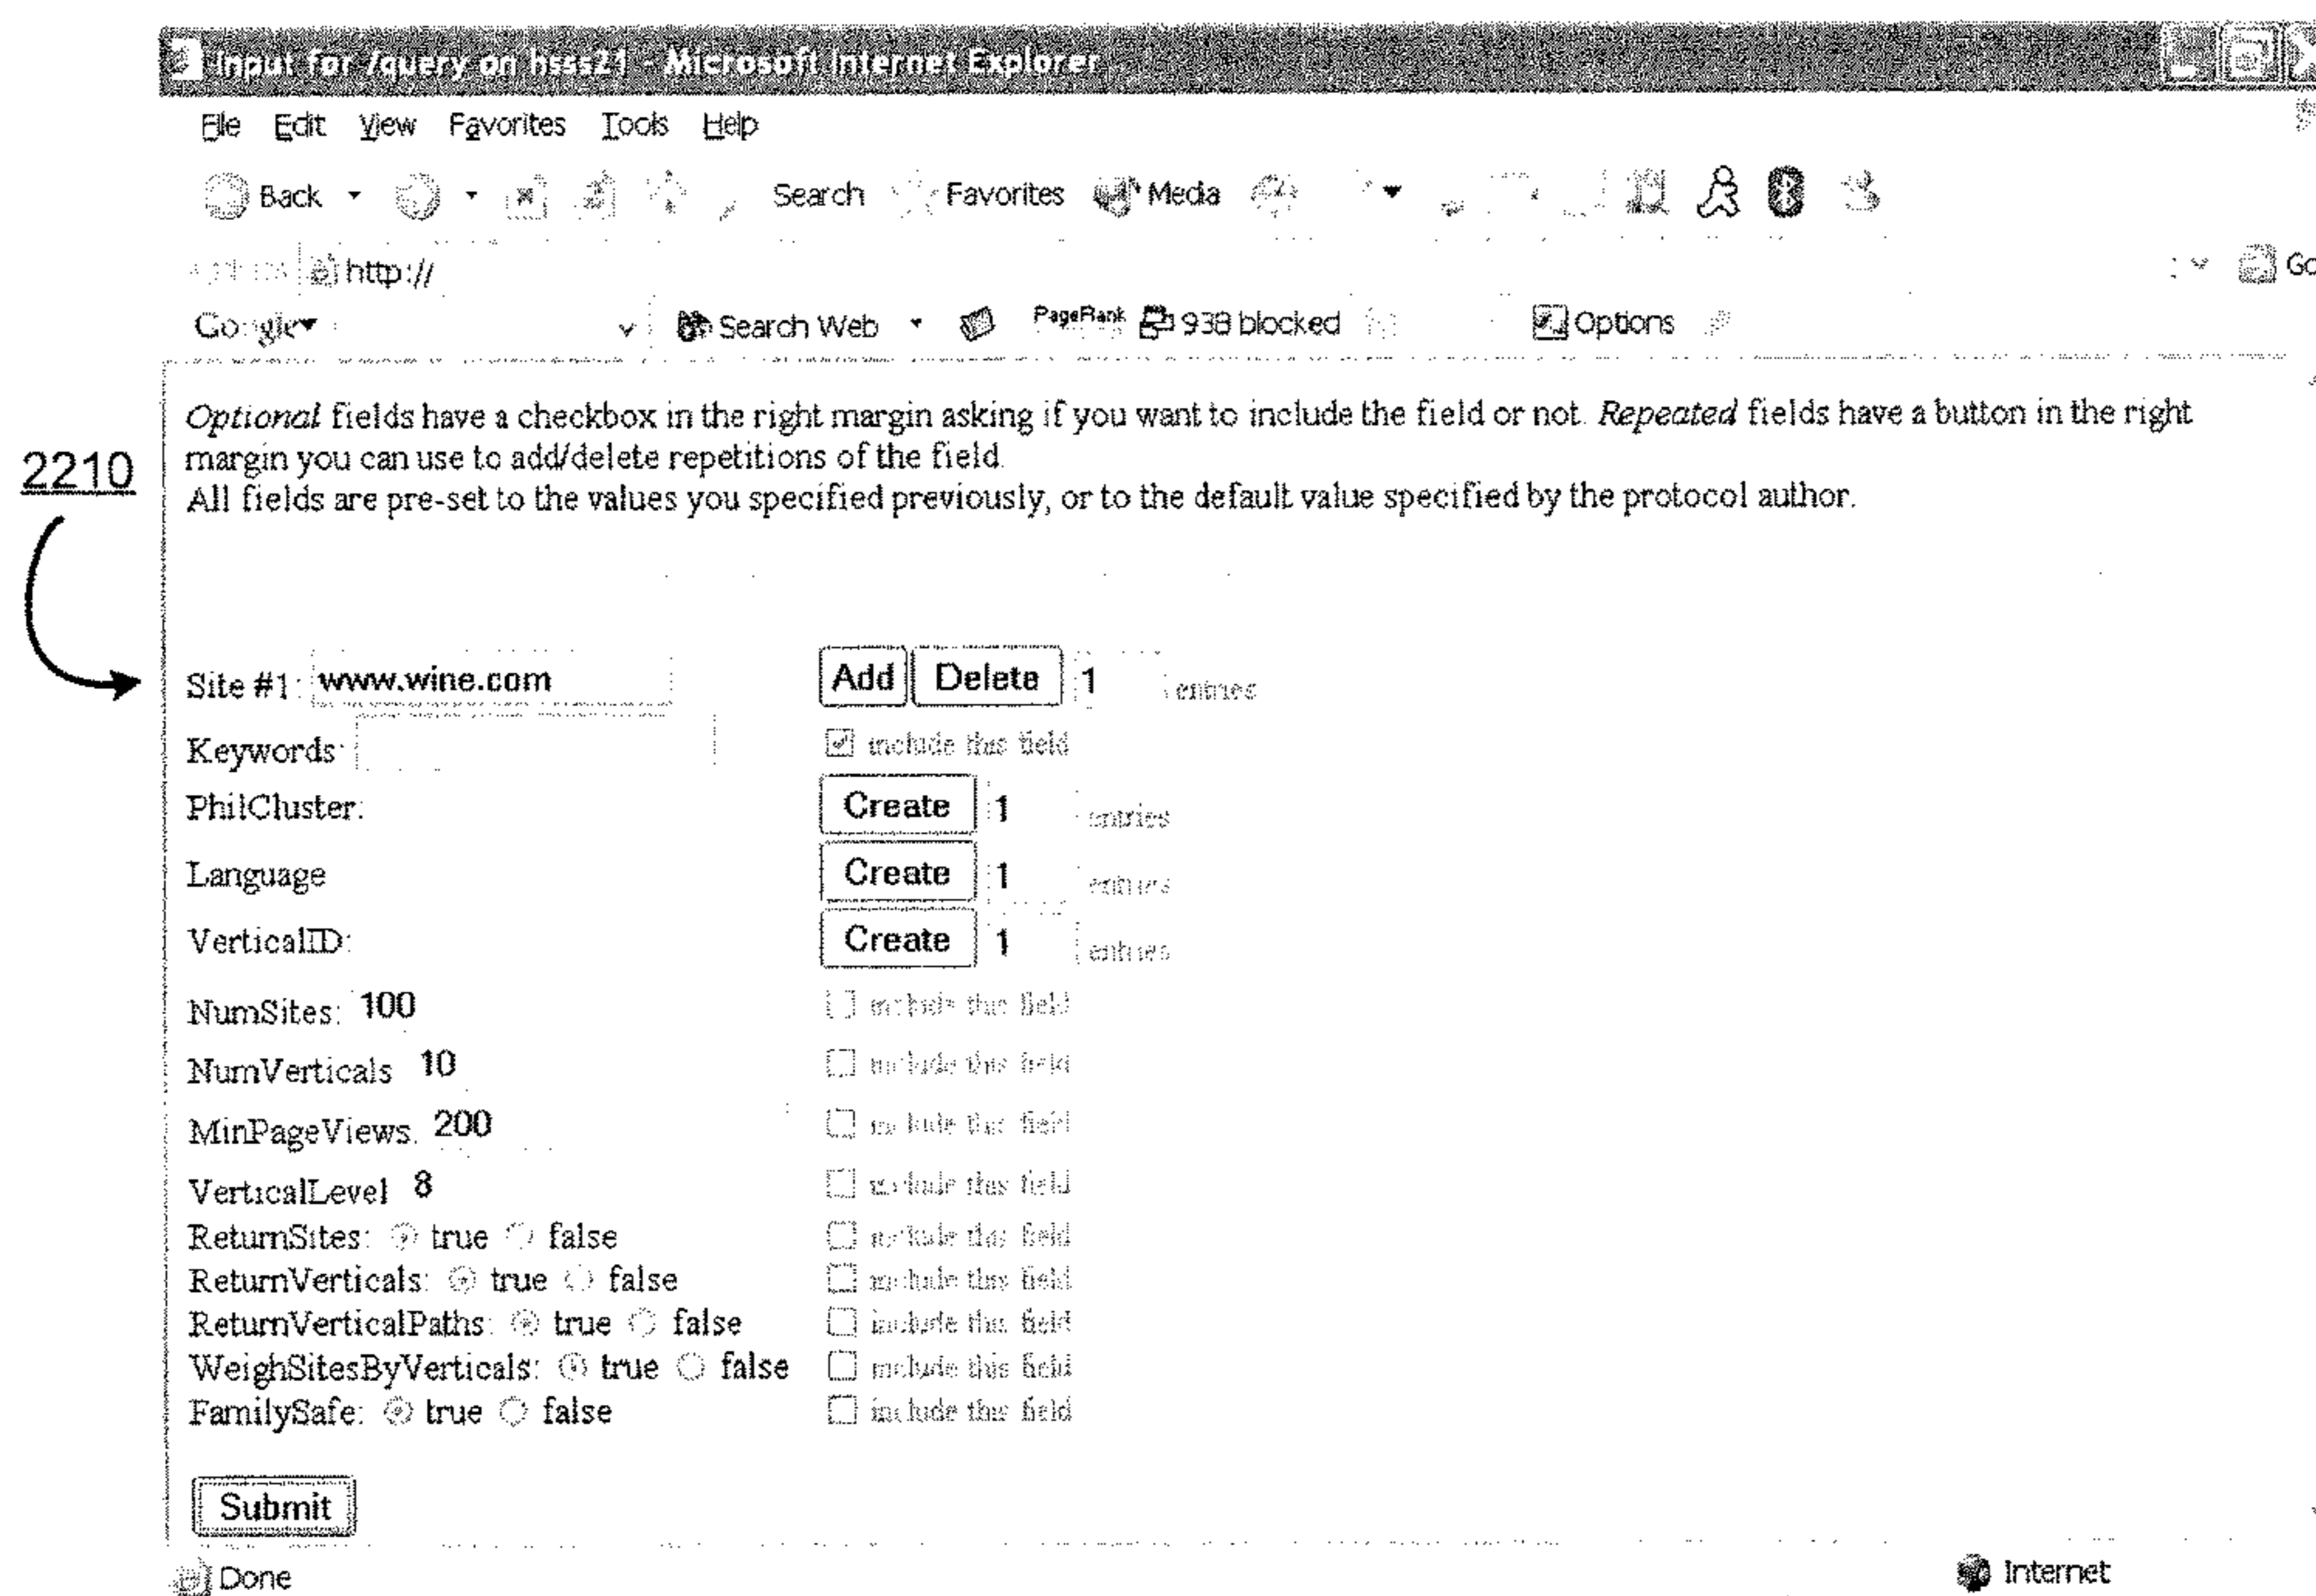 Input for /query on hsss21 - Microsoft Internet Explorer
File Edit View Favorites Tools Help
Back Search Favorites Media
http:// Go
Google Search Web PageRank 938 blocked Options
Optional fields have a checkbox in the right margin asking if you want to include the field or not. Repeated fields have a button in the right
margin you can use to add/delete repetitions of the field.
All fields are pre-set to the values you specified previously, or to the default value specified by the protocol author.
2210
Site #1: www.wine.com Add Delete 1 entries
Keywords: include this field
PhilCluster: Create 1 entries
Language Create 1 entries
VerticalID: Create 1 entries
NumSites: 100 include this field
NumVerticals 10 include this field
MinPageViews. 200 include this field
VerticalLevel 8 include this field
ReturnSites: true false include this field
ReturnVerticals: true false include this field
ReturnVerticalPaths: true false include this field
WeighSitesByVerticals: true false include this field
FamilySafe: true false include this field
Submit
Done Internet